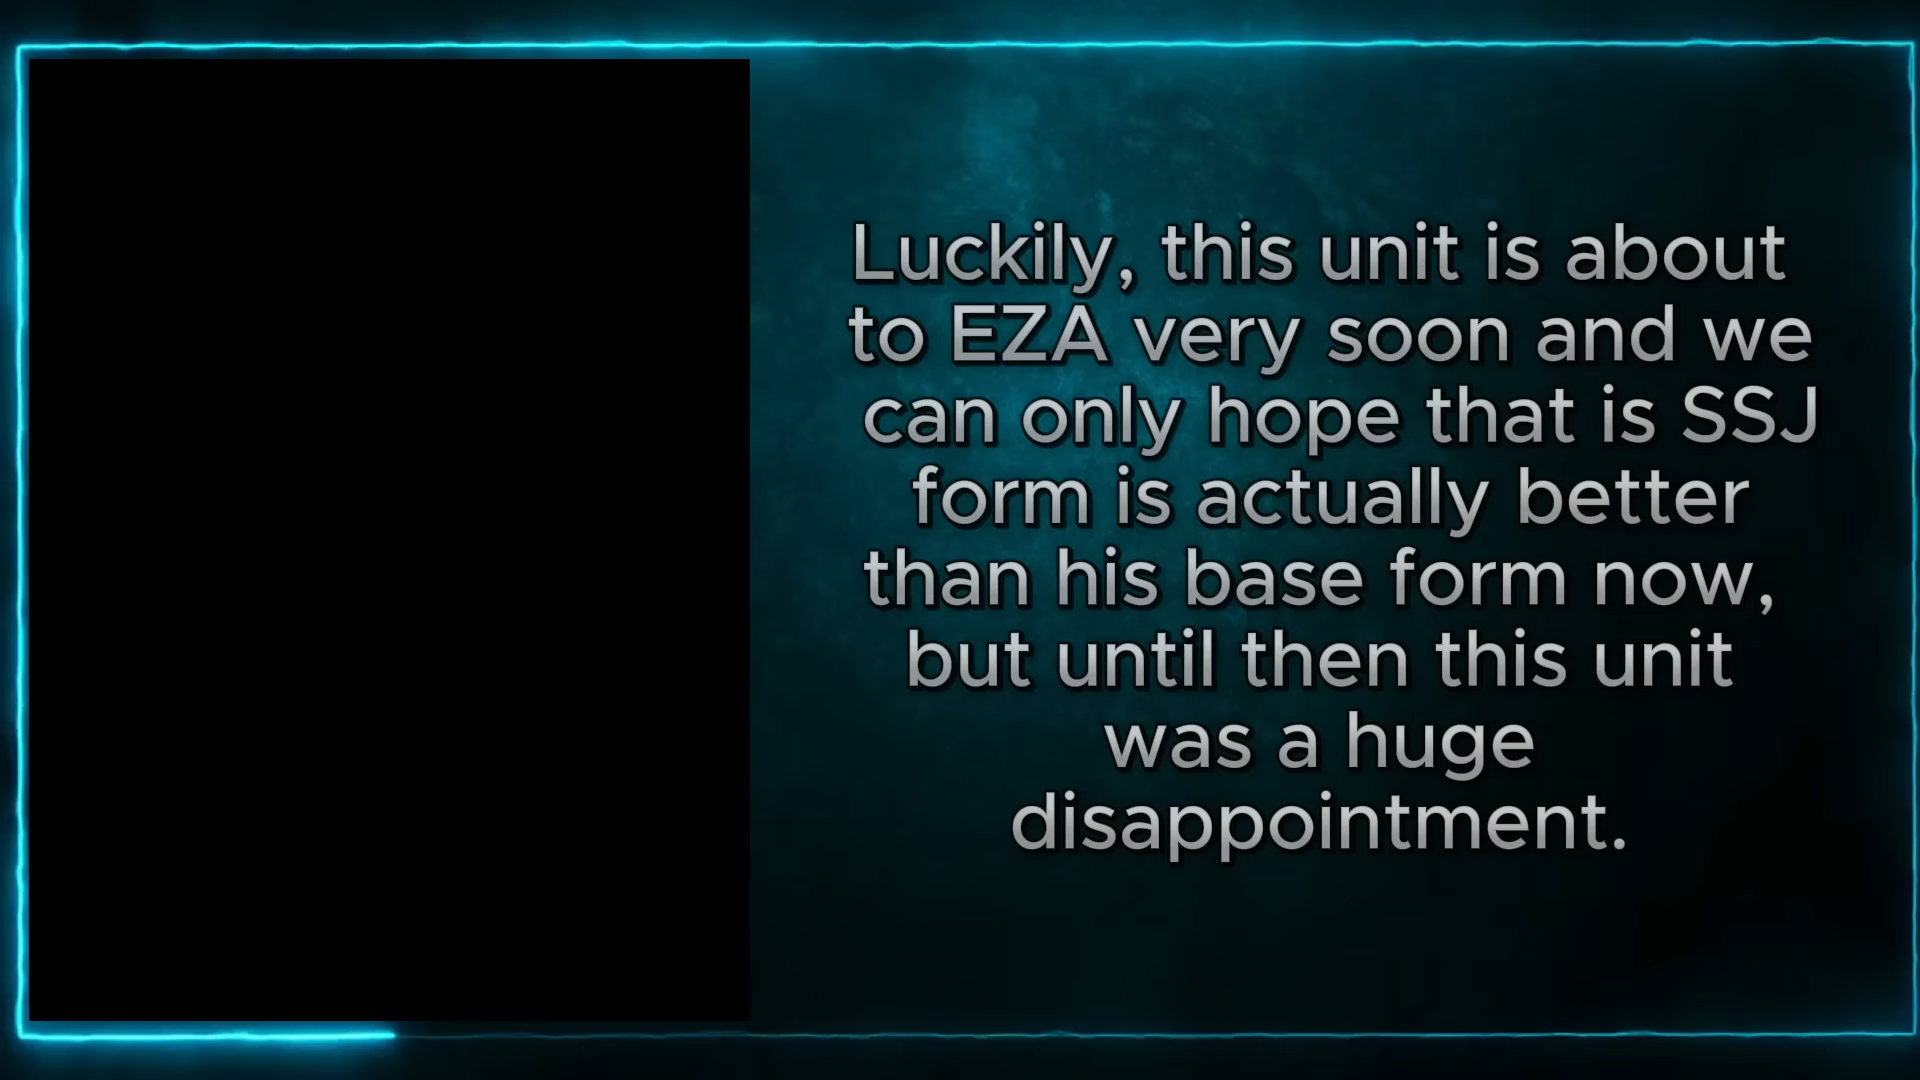 Luckily, this unit is about
to EZA very soon and we
can only hope that is SSJ
form is actually better
than his base form now,
but until then this unit
was a huge
disappointment.